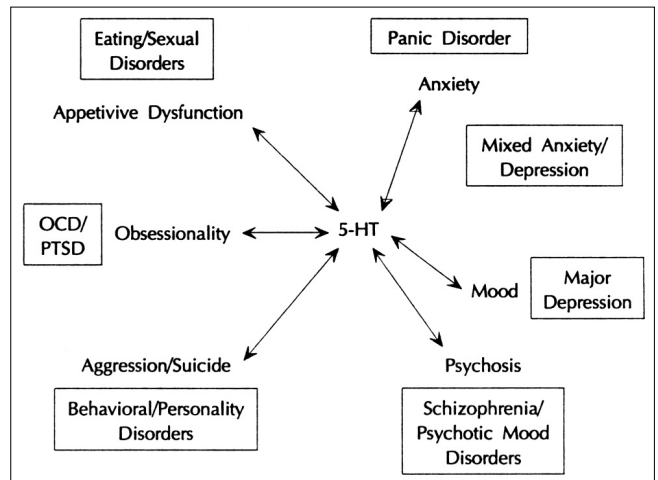 Eating/Sexual
Disorders
Panic Disorder
Anxiety
Appetivive Dysfunction
Mixed Anxiety/
Depression
OCD/
PTSD
Obsessionality
5-HT
Mood
Major
Depression
Aggression/Suicide
Psychosis
Behavioral/Personality
Disorders
Schizophrenia/
Psychotic Mood
Disorders